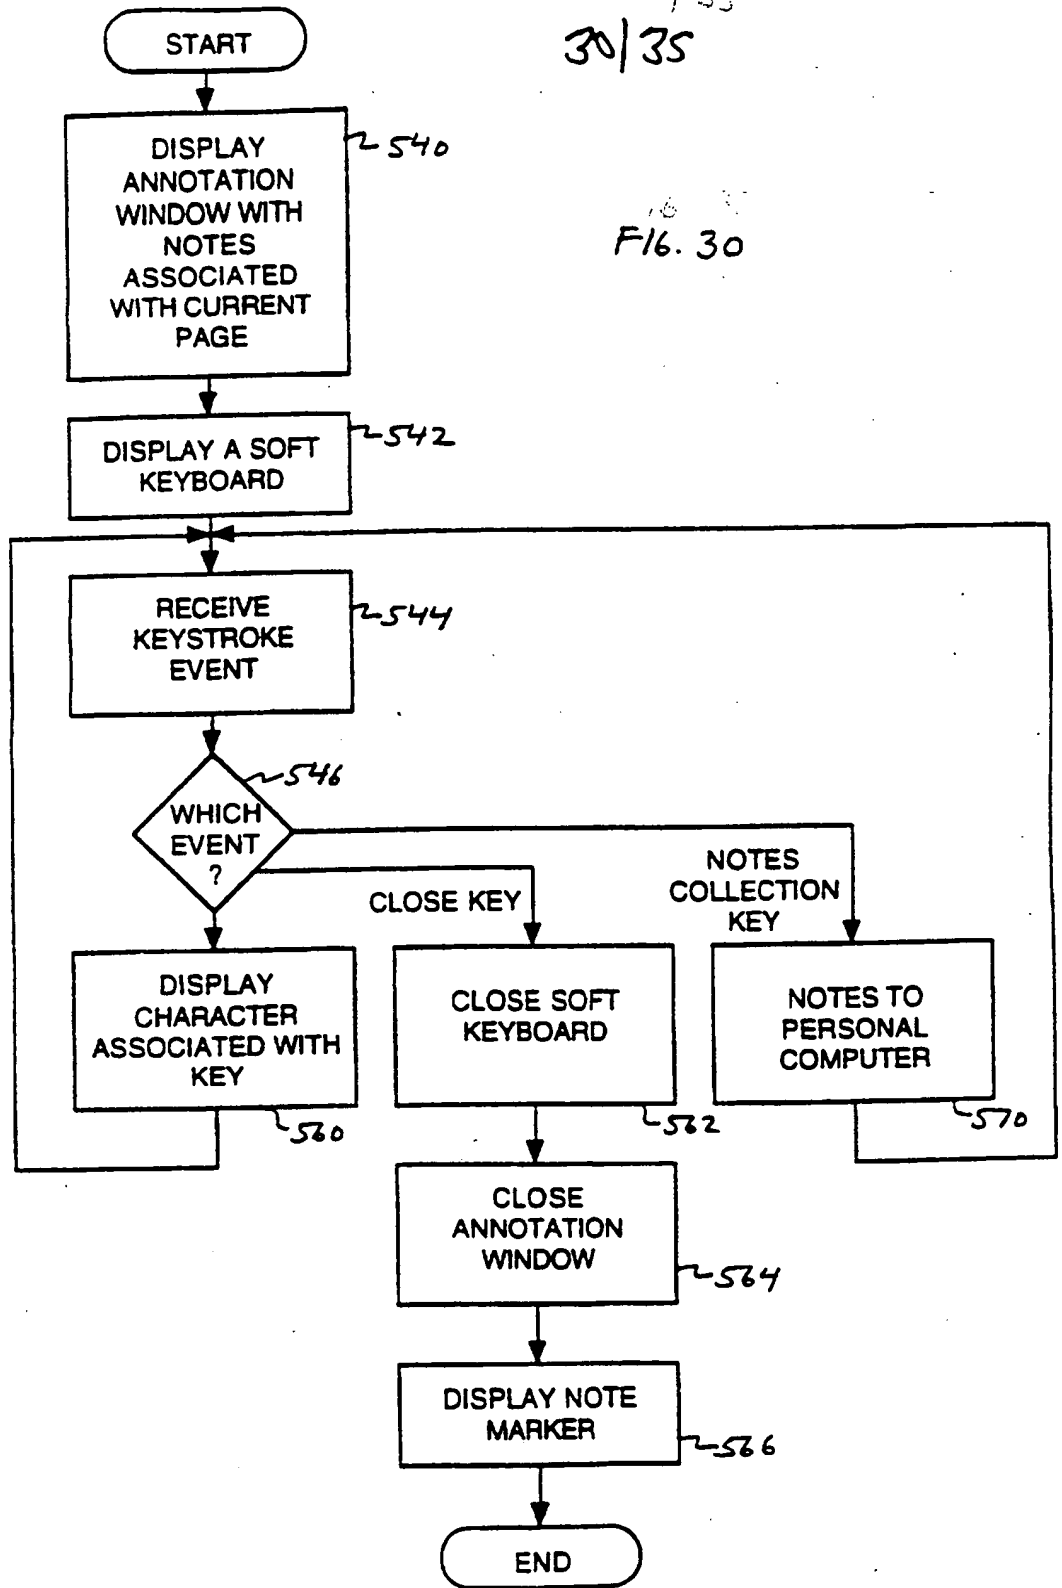 30/35
START
DISPLAY
ANNOTATION
WINDOW WITH
NOTES
ASSOCIATED
WITH CURRENT
PAGE
540
FIG. 30
DISPLAY A SOFT
KEYBOARD
542
RECEIVE
KEYSTROKE
EVENT
544
WHICH
EVENT
?
546
CLOSE KEY
NOTES
COLLECTION
KEY
DISPLAY
CHARACTER
ASSOCIATED WITH
KEY
560
CLOSE SOFT
KEYBOARD
562
NOTES TO
PERSONAL
COMPUTER
570
CLOSE
ANNOTATION
WINDOW
564
DISPLAY NOTE
MARKER
566
END